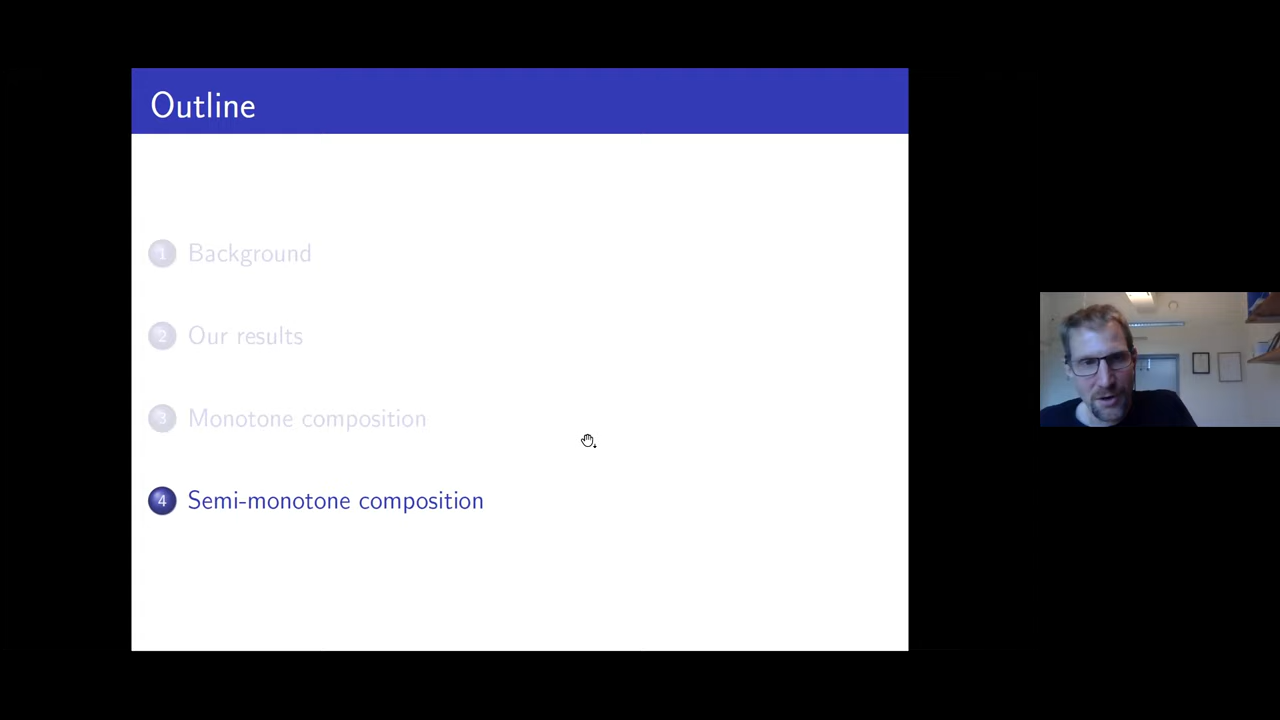 Outline
1 Background
2 Our results
3 Monotone composition
4 Semi-monotone composition